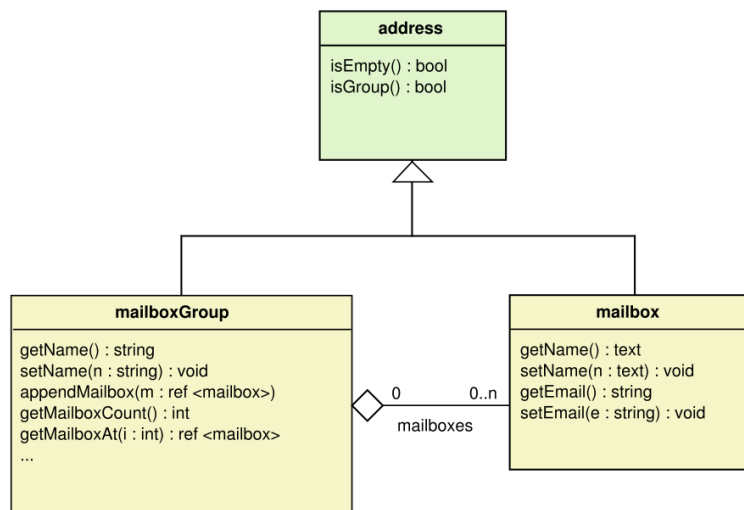 address
isEmpty() : bool
isGroup() : bool
mailboxGroup
getName() : string
setName(n : string) : void
appendMailbox(m : ref <mailbox>)
getMailboxCount() : int
getMailboxAt(i : int) : ref <mailbox>
...
0
0..n
mailboxes
mailbox
getName() : text
setName(n : text) : void
getEmail() : string
setEmail(e : string) : void